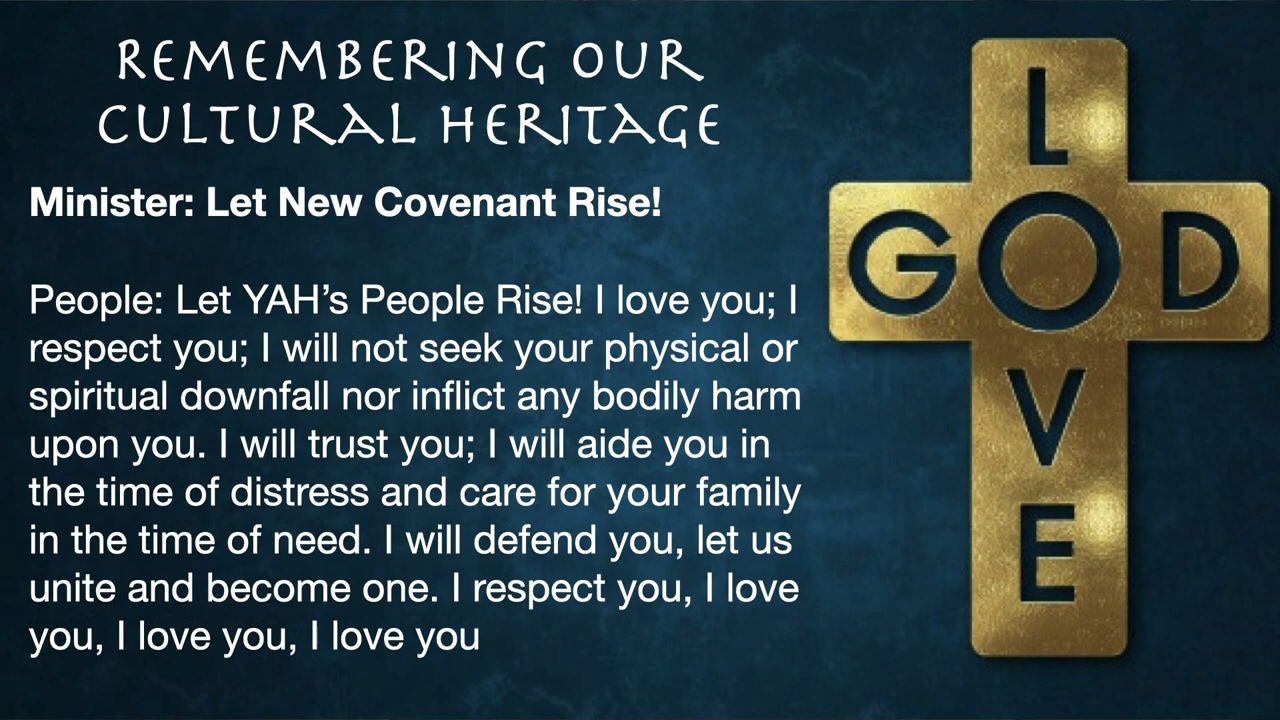 REMEMBERING OUR
CULTURAL HERITAGE
Minister: Let New Covenant Rise!
People: Let YAH’s People Rise! I love you; I
respect you; I will not seek your physical or
spiritual downfall nor inflict any bodily harm
upon you. I will trust you; I will aide you in
the time of distress and care for your family
in the time of need. I will defend you, let us
unite and become one. I respect you, I love
you, I love you, I love you
L
GOD
V
E